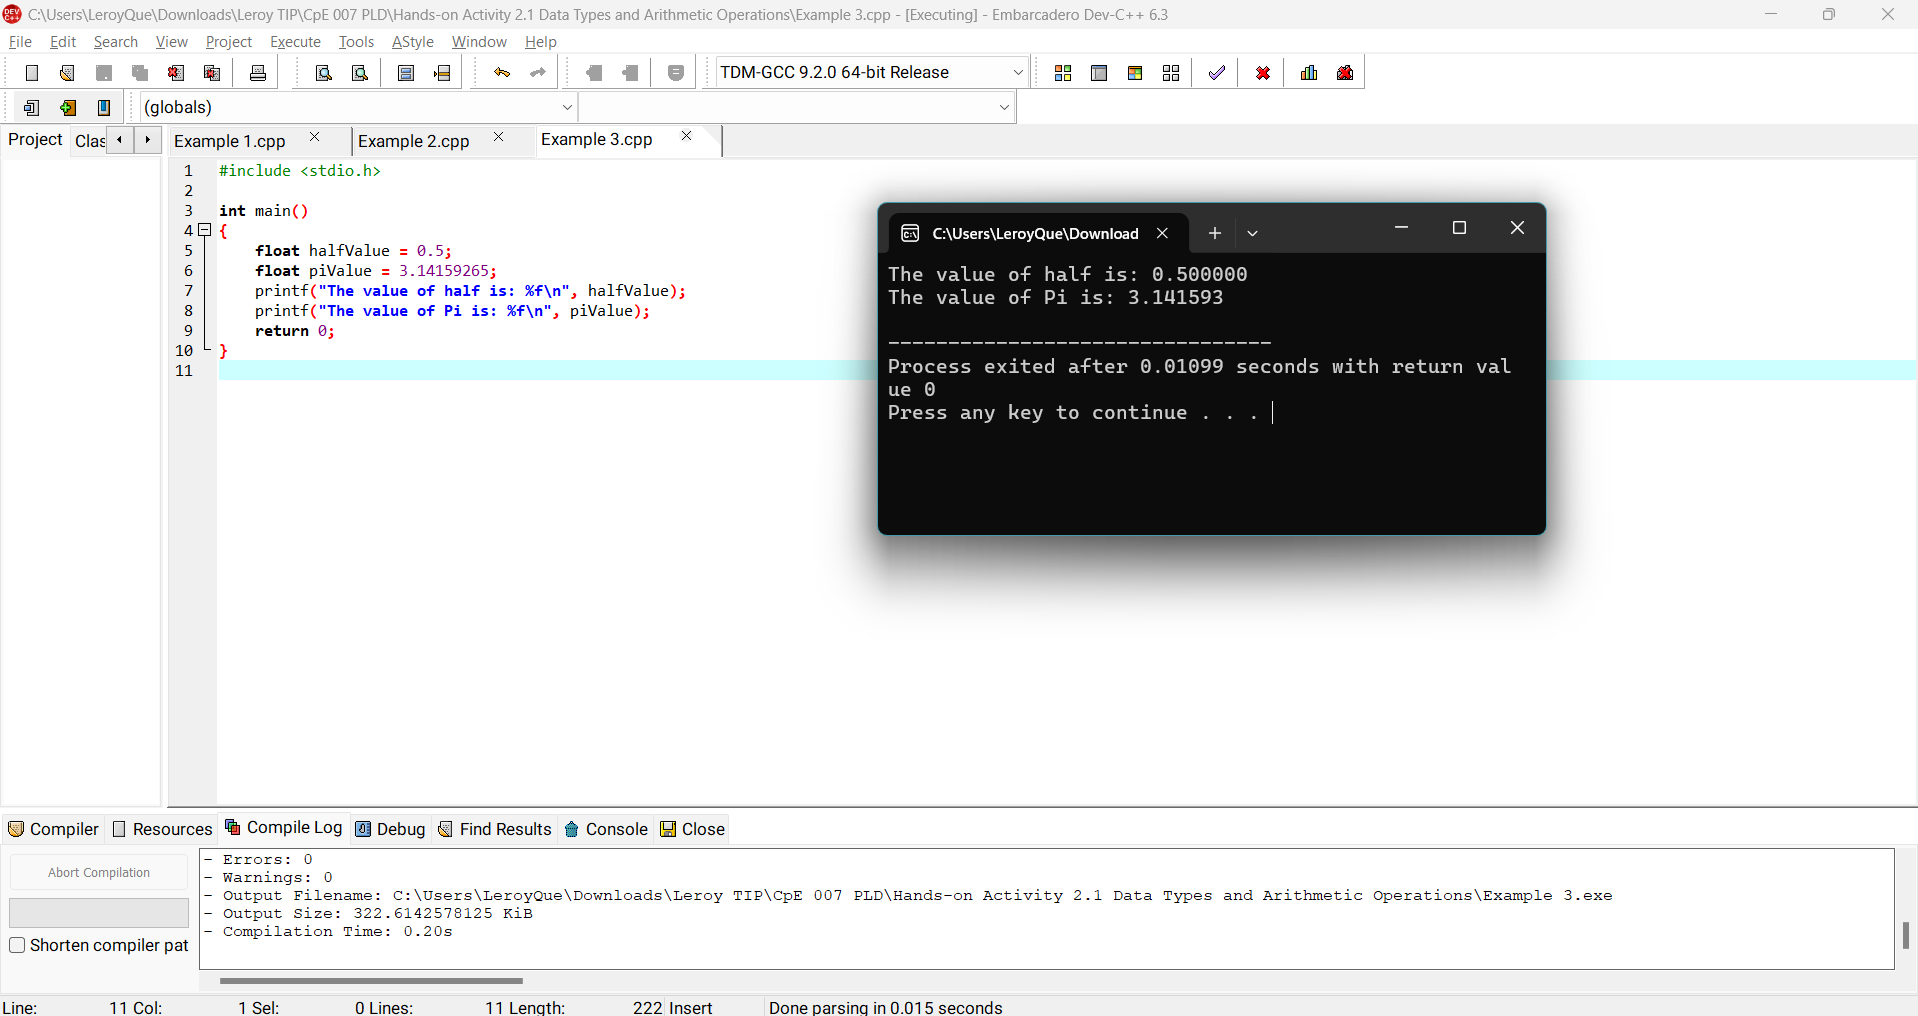 C:\Users\LeroyQue\Downloads\Leroy TIP\CpE 007 PLD\Hands-on Activity 2.1 Data Types and Arithmetic Operations\Example 3.cpp - [Executing] - Embarcadero Dev-C++ 6.3
File Edit Search View Project Execute Tools AStyle Window Help
TDM-GCC 9.2.0 64-bit Release
(globals)
Project Clas Example 1.cpp Example 2.cpp Example 3.cpp
1 #include <stdio.h>
2
3 int main()
4 {
5 float halfValue = 0.5;
6 float piValue = 3.14159265;
7 printf("The value of half is: %f\n", halfValue);
8 printf("The value of Pi is: %f\n", piValue);
9 return 0;
10 }
11
C:\Users\LeroyQue\Download
The value of half is: 0.500000
The value of Pi is: 3.141593
--------------------------------
Process exited after 0.01099 seconds with return val
ue 0
Press any key to continue . . .
Compiler Resources Compile Log Debug Find Results Console Close
Abort Compilation
Shorten compiler pat
- Errors: 0
- Warnings: 0
- Output Filename: C:\Users\LeroyQue\Downloads\Leroy TIP\CpE 007 PLD\Hands-on Activity 2.1 Data Types and Arithmetic Operations\Example 3.exe
- Output Size: 322.6142578125 KiB
- Compilation Time: 0.20s
Line: 11 Col: 1 Sel: 0 Lines: 11 Length: 222 Insert Done parsing in 0.015 seconds